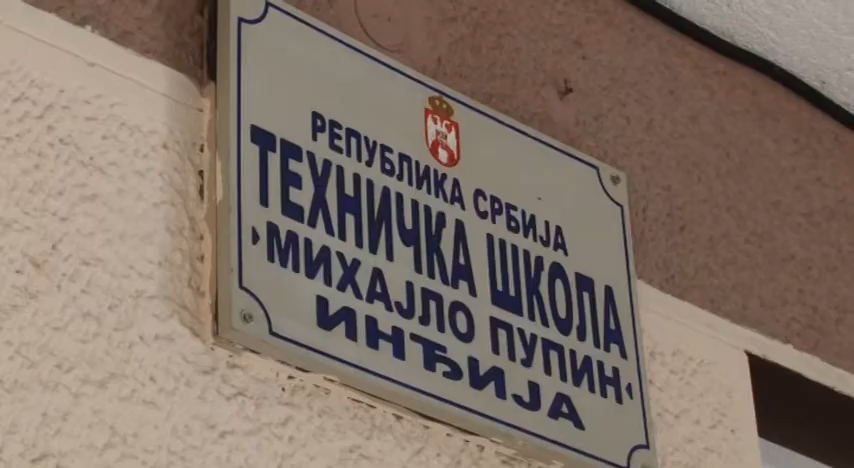 РЕПУБЛИКА СРБИЈА
ТЕХНИЧКА ШКОЛА
"МИХАЈЛО ПУПИН"
ИНЂИЈА